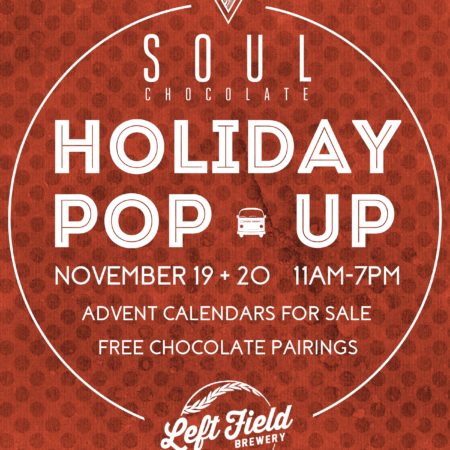 SOUL
CHOCOLATE
HOLIDAY
POP UP
NOVEMBER 19 + 20 11AM-7PM
ADVENT CALENDARS FOR SALE
FREE CHOCOLATE PAIRINGS
Left Field
BREWERY